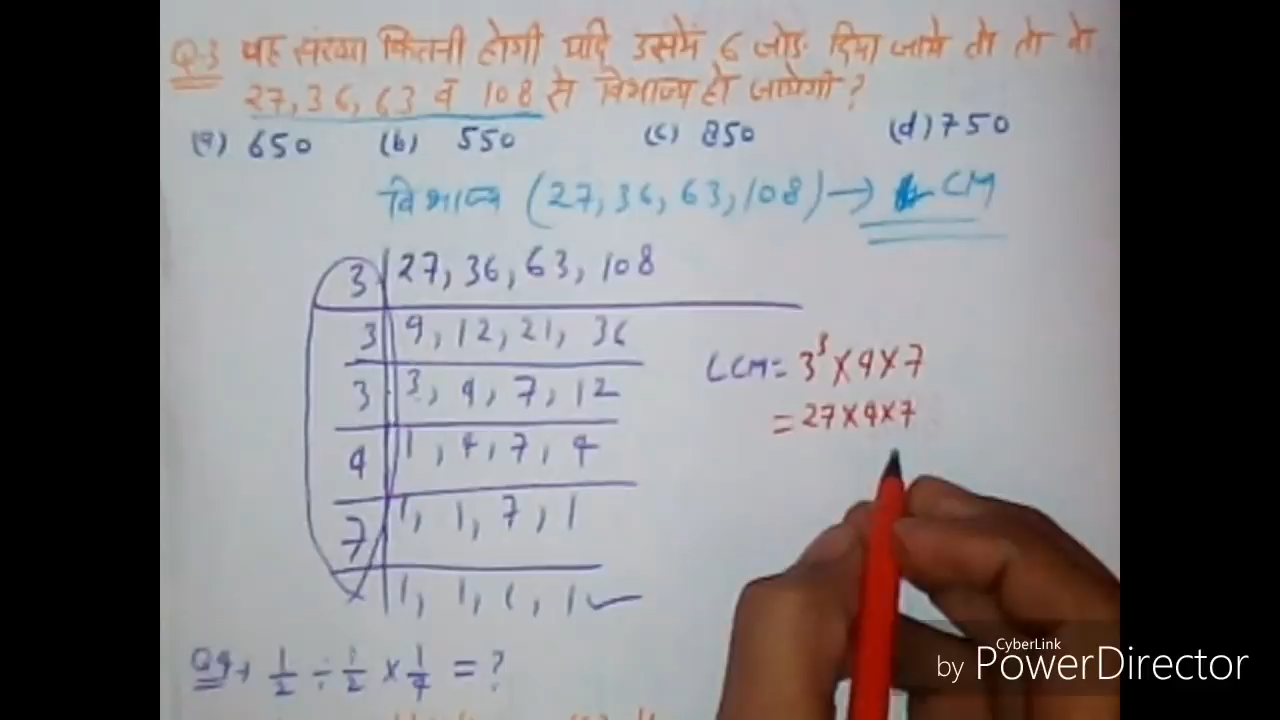 Q.3 वह संख्या कितनी होगी यदि उसमें 6 जोड़ दिया जाये तो तो वे
27, 36, 63 व 108 से विभाज्य हो जायेगी ?
(a) 650 (b) 550 (c) 850 (d) 750
विभाज्य (27, 36, 63, 108) → LCM
3 | 27, 36, 63, 108
3 | 9, 12, 21, 36
3 | 3, 4, 7, 12
4 | 1, 4, 7, 4
7 | 1, 1, 7, 1
1, 1, 1, 1
LCM = 3³ × 4 × 7
= 27 × 4 × 7
Q4. 1/2 ÷ 1/2 × 1/4 = ?
CyberLink
by PowerDirector